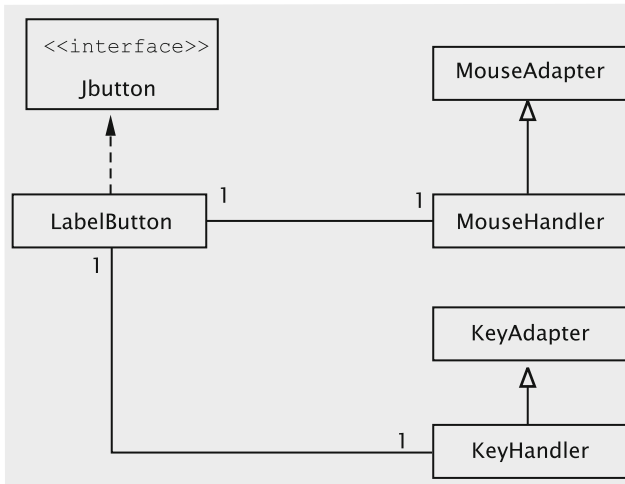 <<interface>>
Jbutton
MouseAdapter
LabelButton
1
1
MouseHandler
1
KeyAdapter
1
KeyHandler